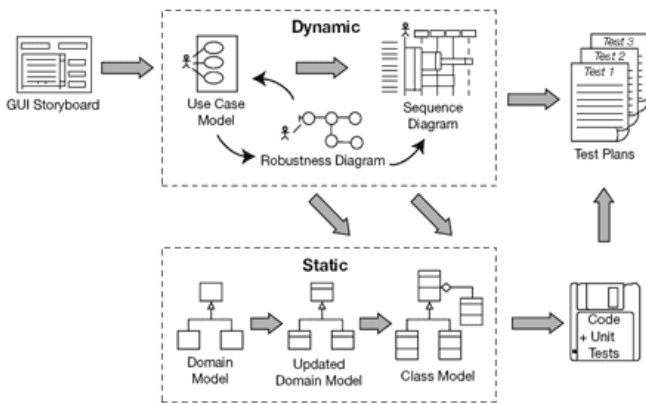 Dynamic
GUI Storyboard
Use Case
Model
Robustness Diagram
Sequence
Diagram
Test 3
Test 2
Test 1
Test Plans
Static
Domain
Model
Updated
Domain Model
Class Model
Code
+ Unit
Tests